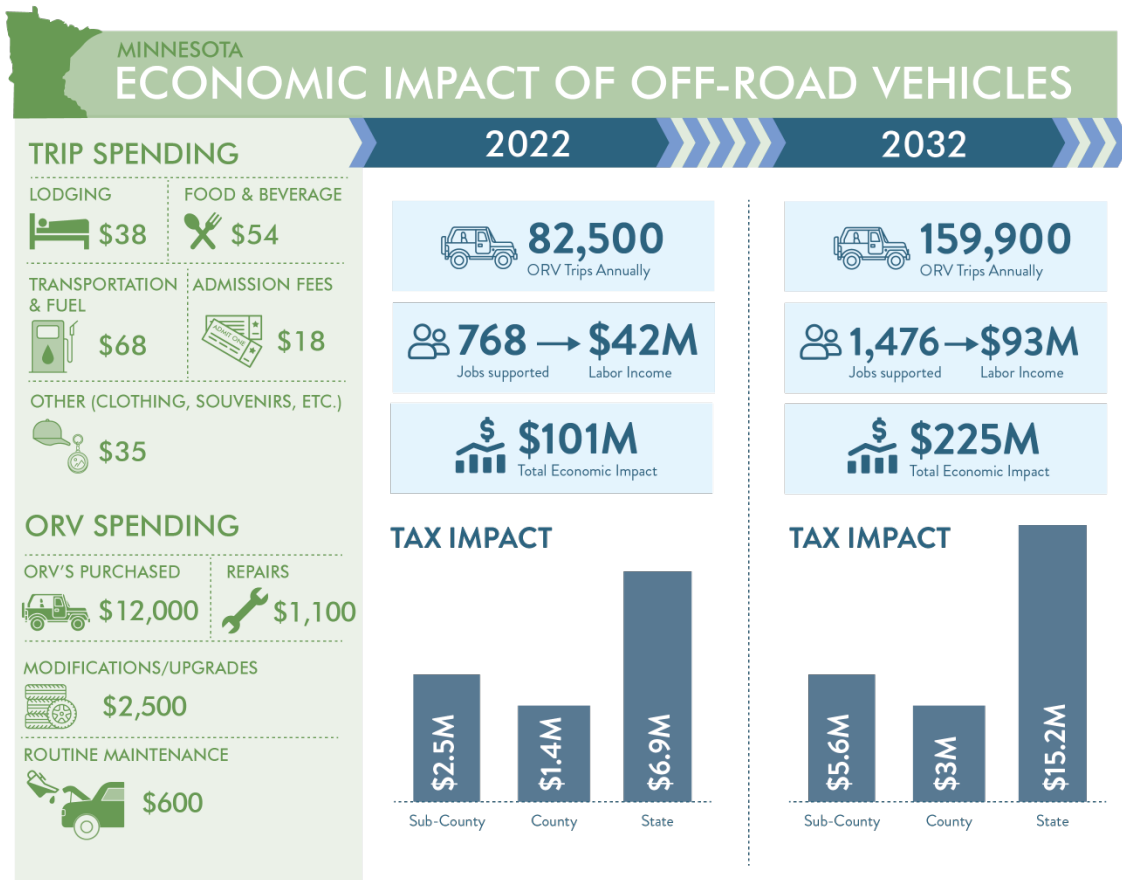 MINNESOTA
ECONOMIC IMPACT OF OFF-ROAD VEHICLES
TRIP SPENDING
LODGING
$38
FOOD & BEVERAGE
$54
TRANSPORTATION
& FUEL
$68
ADMISSION FEES
ADMIT ONE
$18
OTHER (CLOTHING, SOUVENIRS, ETC.)
$35
ORV SPENDING
ORV'S PURCHASED
$12,000
REPAIRS
$1,100
MODIFICATIONS/UPGRADES
$2,500
ROUTINE MAINTENANCE
$600
2022
82,500
ORV Trips Annually
768
Jobs supported
$42M
Labor Income
$
$101M
Total Economic Impact
TAX IMPACT
$2.5M
$1.4M
$6.9M
Sub-County
County
State
2032
159,900
ORV Trips Annually
1,476
Jobs supported
$93M
Labor Income
$
$225M
Total Economic Impact
TAX IMPACT
$5.6M
$3M
$15.2M
Sub-County
County
State